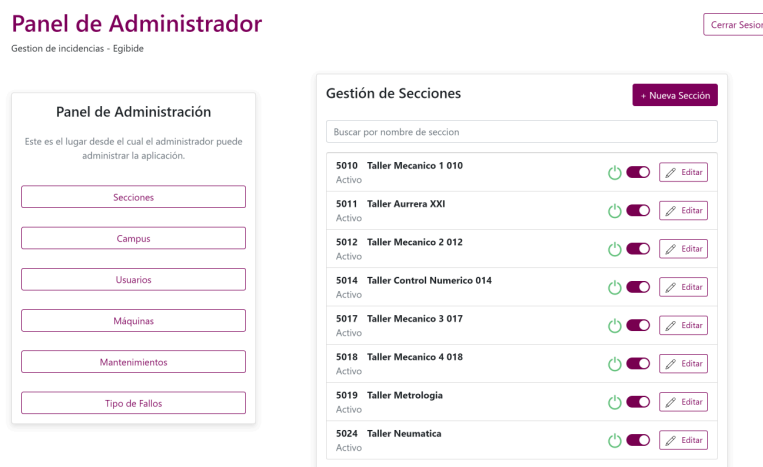 Panel de Administrador
Cerrar Sesion
Gestion de incidencias - Egibide
Panel de Administración
Este es el lugar desde el cual el administrador puede
administrar la aplicación.
Secciones
Campus
Usuarios
Máquinas
Mantenimientos
Tipo de Fallos
Gestión de Secciones
+ Nueva Sección
Buscar por nombre de seccion
5010 Taller Mecanico 1 010
Activo
Editar
5011 Taller Aurrera XXI
Activo
Editar
5012 Taller Mecanico 2 012
Activo
Editar
5014 Taller Control Numerico 014
Activo
Editar
5017 Taller Mecanico 3 017
Activo
Editar
5018 Taller Mecanico 4 018
Activo
Editar
5019 Taller Metrologia
Activo
Editar
5024 Taller Neumatica
Activo
Editar